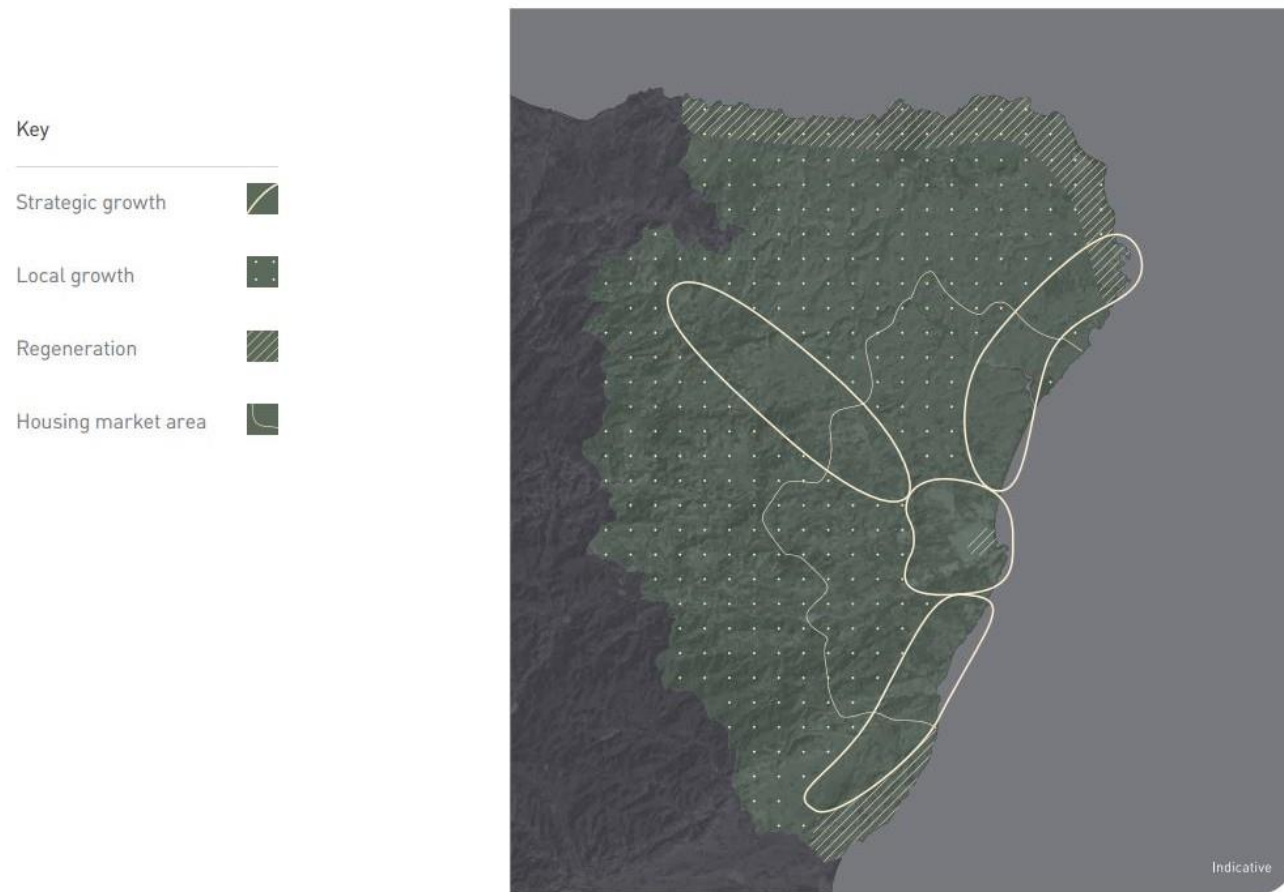 Key
Strategic growth
Local growth
Regeneration
Housing market area
Indicative